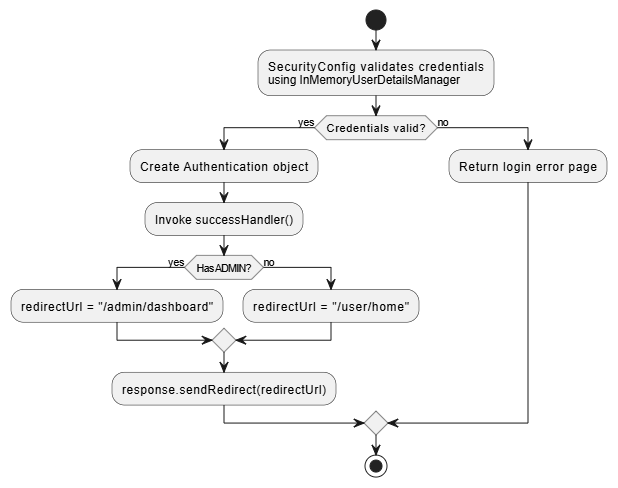 SecurityConfig validates credentials
using InMemoryUserDetailsManager
yes
Credentials valid?
no
Create Authentication object
Return login error page
Invoke successHandler()
yes
HasADMIN?
no
redirectUrl = "/admin/dashboard"
redirectUrl = "/user/home"
response.sendRedirect(redirectUrl)